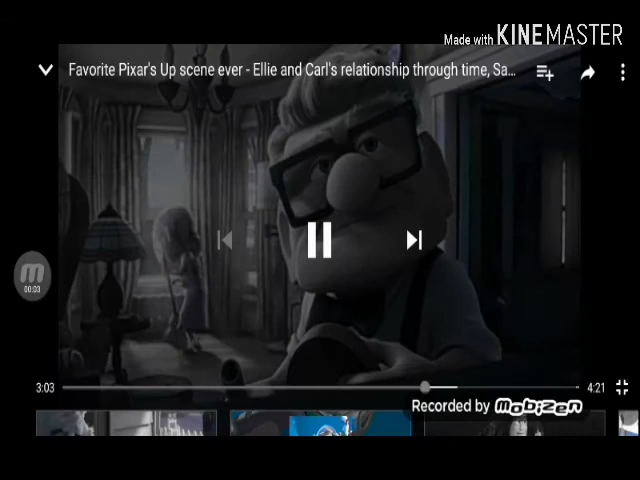 Made with KINEMASTER
Favorite Pixar's Up scene ever - Ellie and Carl's relationship through time, Sa...
m
00:03
3:03
4:21
Recorded by mobizen